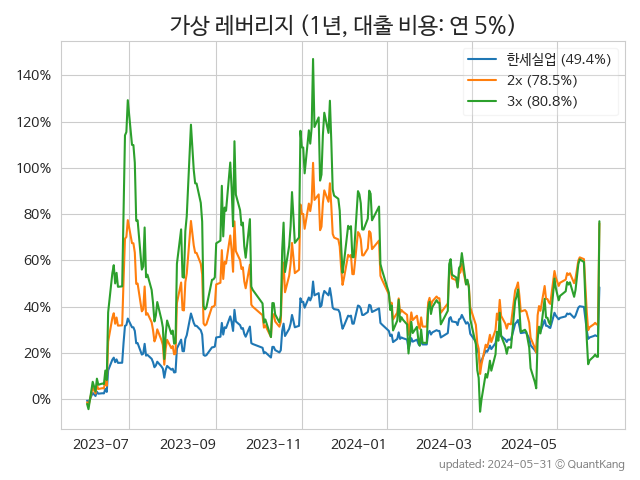 가상 레버리지 (1년, 대출 비용: 연 5%)
한세실업 (49.4%)
2x (78.5%)
3x (80.8%)
140%
120%
100%
80%
60%
40%
20%
0%
2023-07 2023-09 2023-11 2024-01 2024-03 2024-05
updated: 2024-05-31 © QuantKang